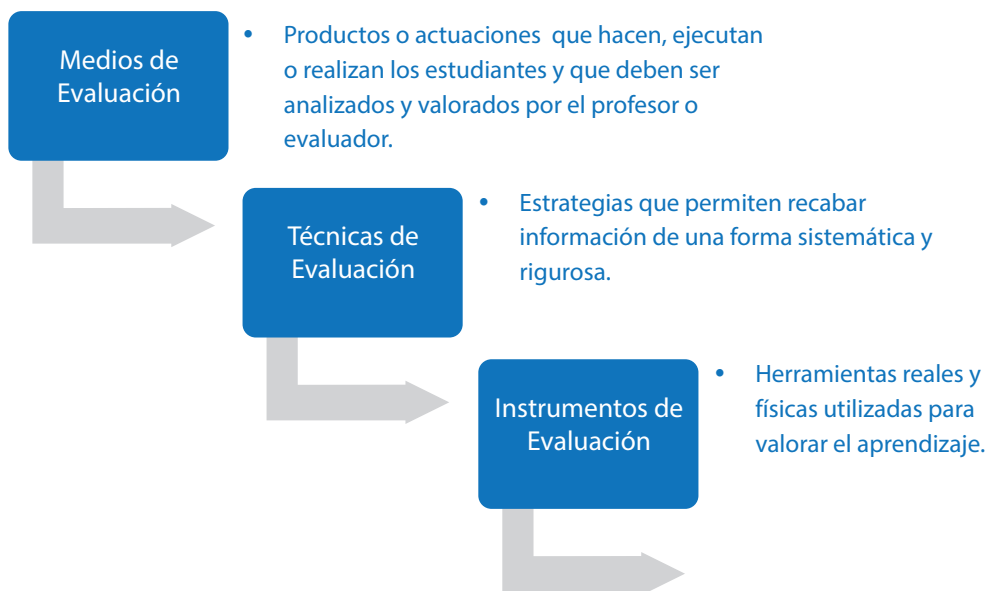 Medios de
Evaluación
• Productos o actuaciones que hacen, ejecutan
o realizan los estudiantes y que deben ser
analizados y valorados por el profesor o
evaluador.
Técnicas de
Evaluación
• Estrategias que permiten recabar
información de una forma sistemática y
rigurosa.
Instrumentos de
Evaluación
• Herramientas reales y
físicas utilizadas para
valorar el aprendizaje.